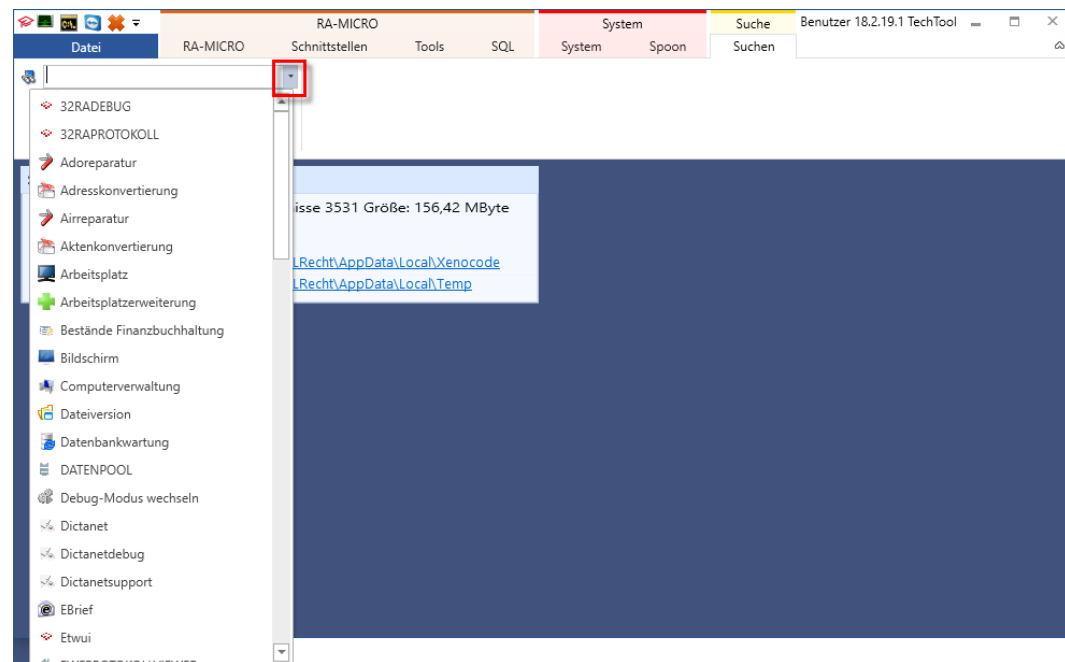 RA-MICRO System Suche Benutzer 18.2.19.1 TechTool
Datei RA-MICRO Schnittstellen Tools SQL System Spoon Suchen
32RADEBUG
32RAPROTOKOLL
Adoreparatur
Adresskonvertierung
isse 3531 Größe: 156,42 MByte
Airreparatur
Aktenkonvertierung
LRecht\AppData\Local\Xenocode
Arbeitsplatz
LRecht\AppData\Local\Temp
Arbeitsplatzerweiterung
Bestände Finanzbuchhaltung
Bildschirm
Computerverwaltung
Dateiversion
Datenbankwartung
DATENPOOL
Debug-Modus wechseln
Dictanet
Dictanetdebug
Dictanetsupport
EBrief
Etwui